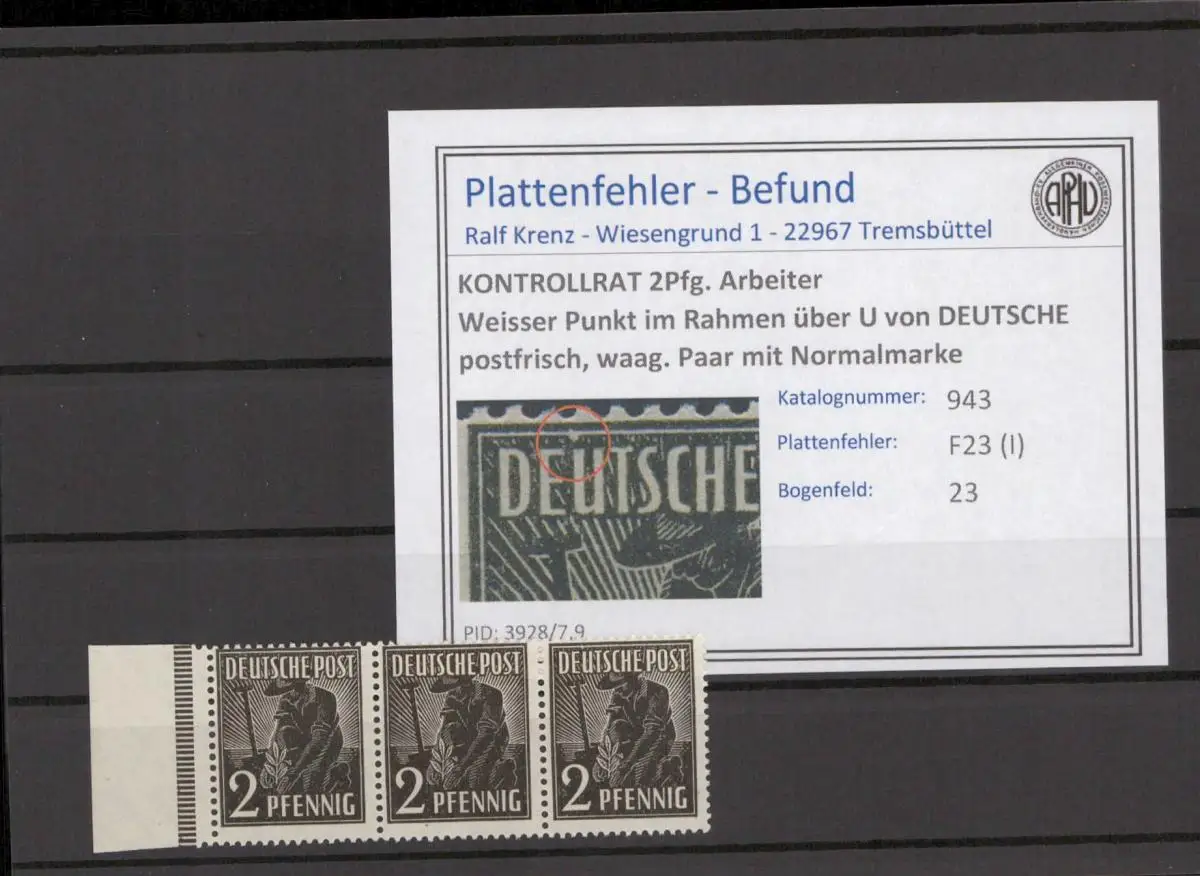 Plattenfehler - Befund
APHV
Ralf Krenz - Wiesengrund 1 - 22967 Tremsbüttel
KONTROLLRAT 2Pfg. Arbeiter
Weisser Punkt im Rahmen über U von DEUTSCHE
postfrisch, waag. Paar mit Normalmarke
DEUTSCHE
Katalognummer: 943
Plattenfehler: F23 (I)
Bogenfeld: 23
PID: 3928/7.9
DEUTSCHE POST DEUTSCHE POST DEUTSCHE POST
2 PFENNIG 2 PFENNIG 2 PFENNIG